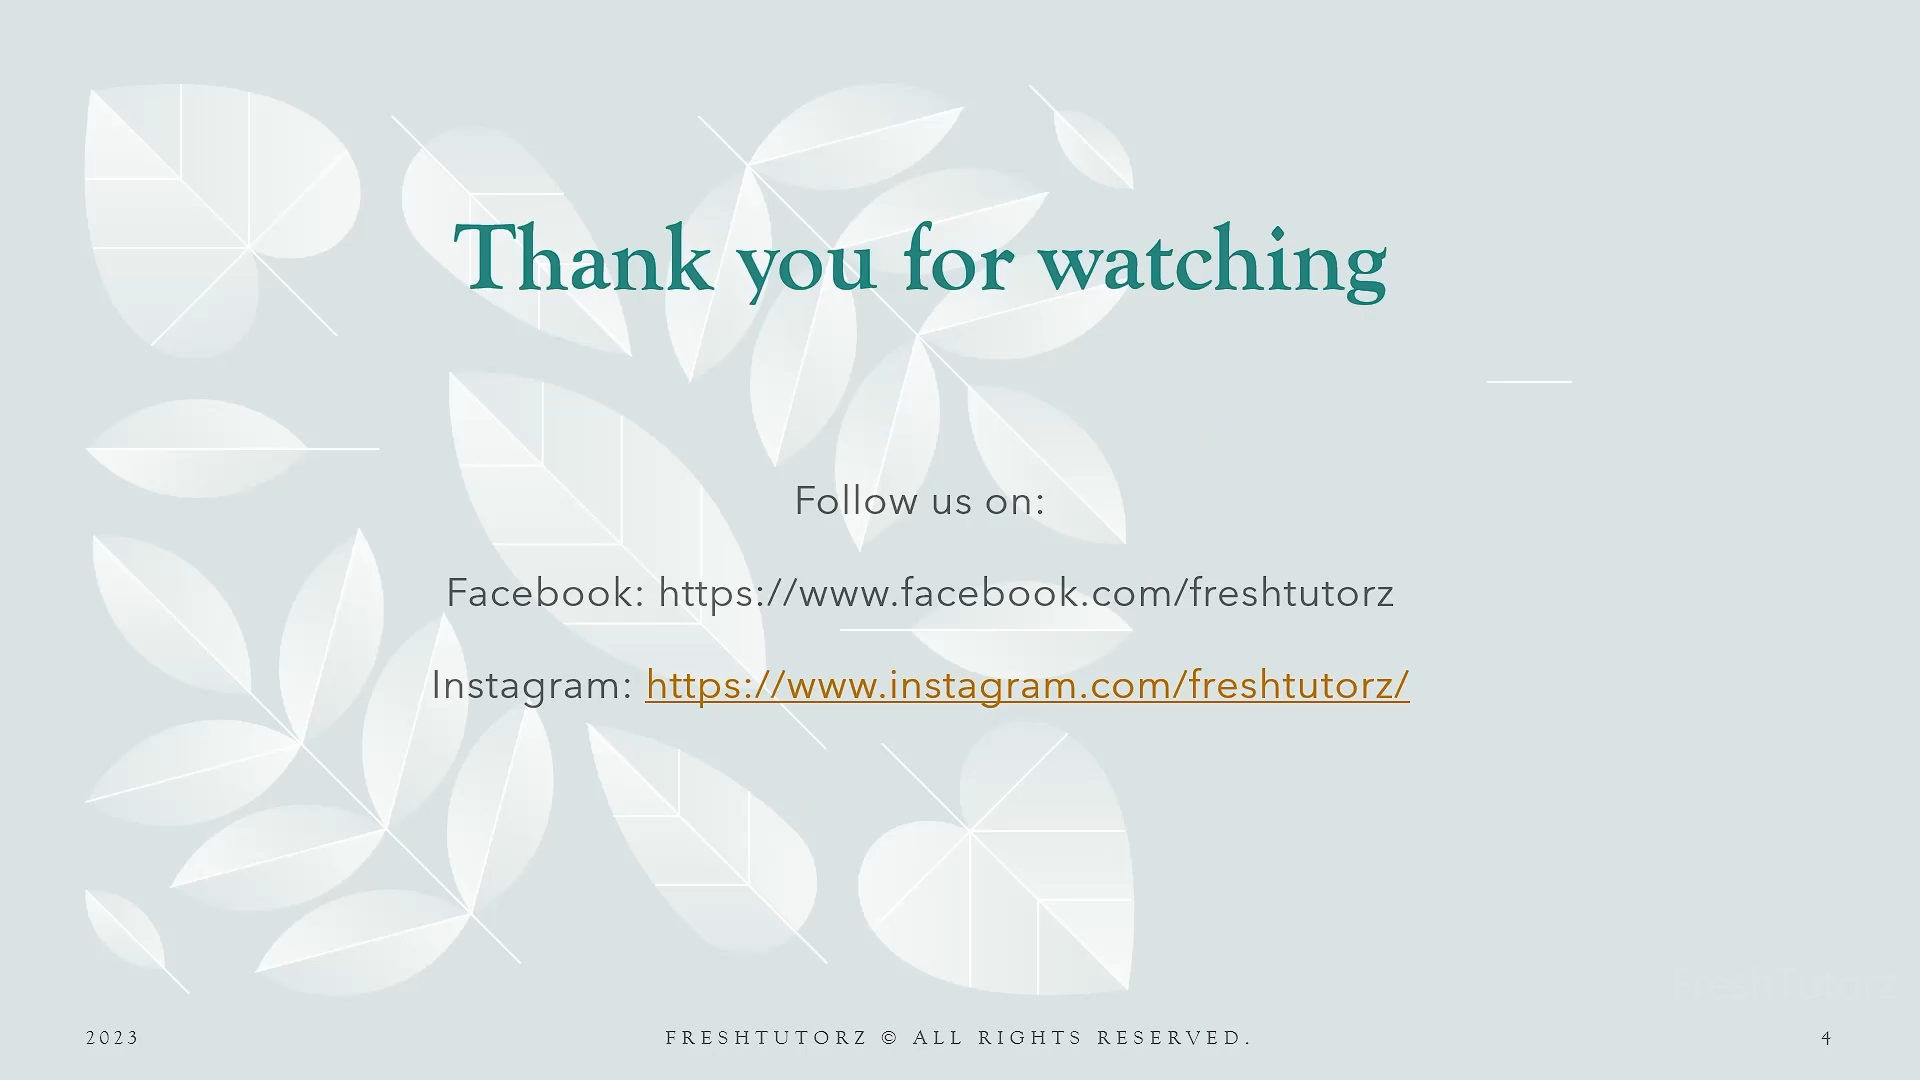 Thank you for watching
Follow us on:
Facebook: https://www.facebook.com/freshtutorz
Instagram: https://www.instagram.com/freshtutorz/
FreshTutorz
2023
FRESHTUTORZ © ALL RIGHTS RESERVED.
4